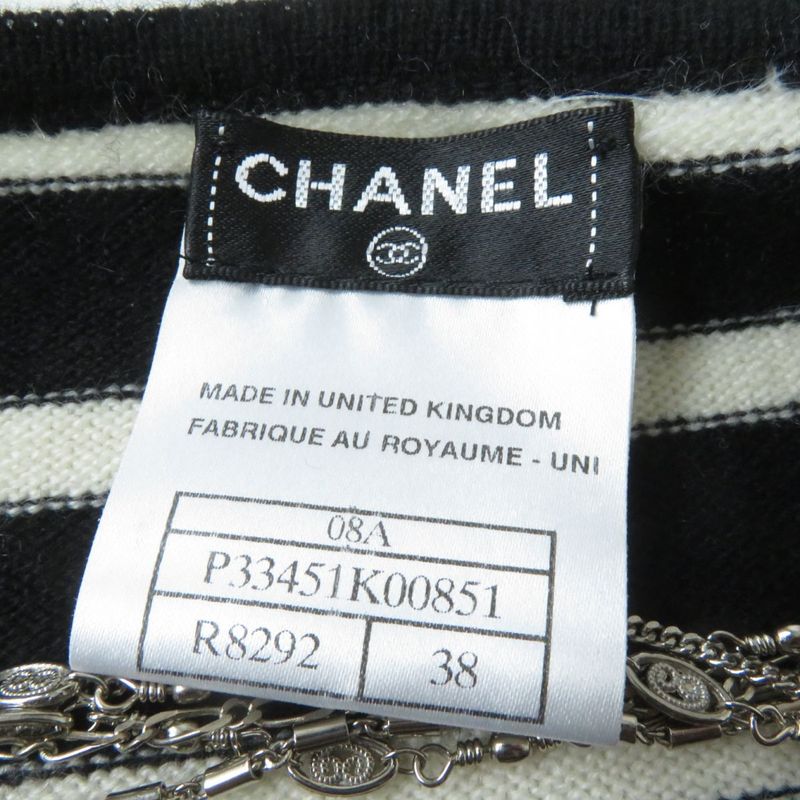 CHANEL
MADE IN UNITED KINGDOM
FABRIQUE AU ROYAUME - UNI
08A
P33451K00851
R8292 38